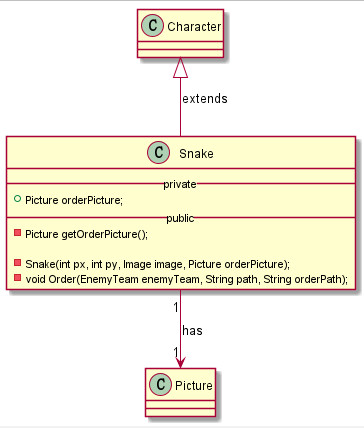 C Character
extends
C Snake
private
Picture orderPicture;
public
Picture getOrderPicture();
Snake(int px, int py, Image image, Picture orderPicture);
void Order(EnemyTeam enemyTeam, String path, String orderPath);
1
has
1
C Picture